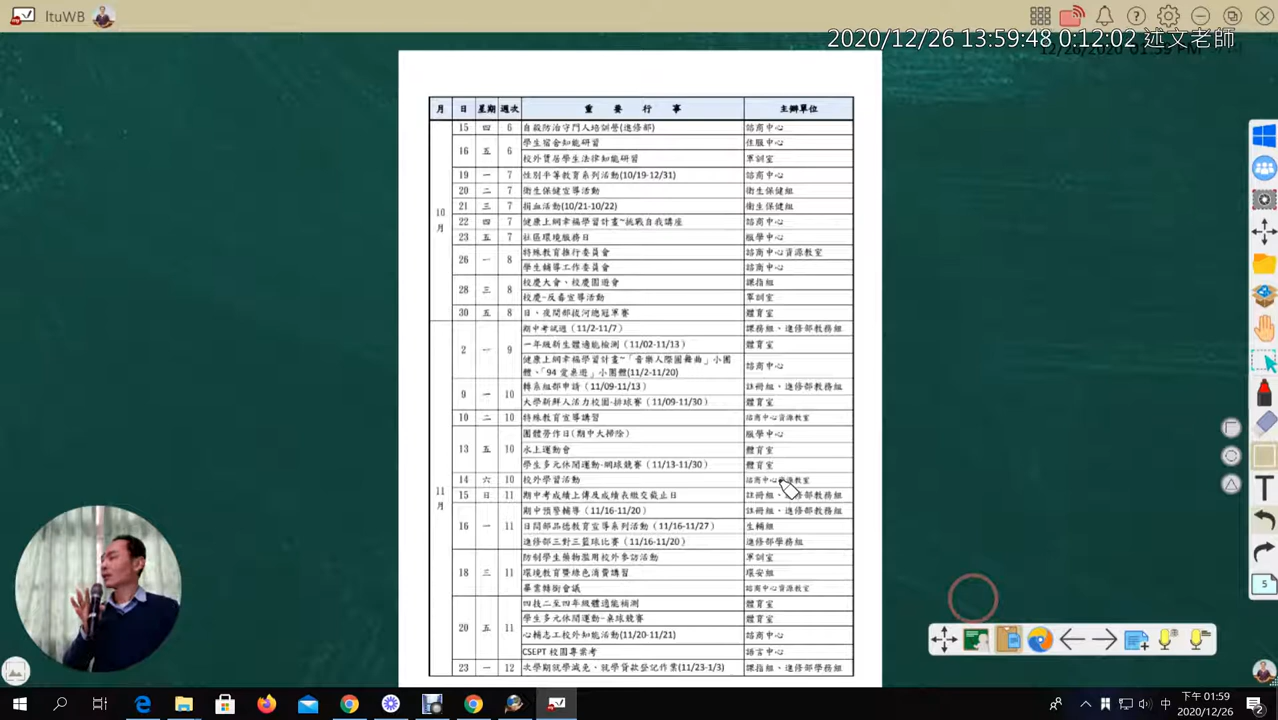 ItuWB
2020/12/26 13:59:48 0:12:02 述文老師
月 日 星期 週次 重 要 行 事 主辦單位
10月
15 四 6 自殺防治守門人培訓營(進修部) 諮商中心
16 五 6 學生宿舍知能研習 住服中心
校外賃居學生法律知能研習 軍訓室
19 一 7 性別平等教育系列活動(10/19-12/31) 諮商中心
20 二 7 衛生保健宣導活動 衛生保健組
21 三 7 捐血活動(10/21-10/22) 衛生保健組
22 四 7 健康上網幸福學習計畫~挑戰自我講座 諮商中心
23 五 7 社區環境服務日 服學中心
26 一 8 特殊教育推行委員會 諮商中心資源教室
學生輔導工作委員會 諮商中心
28 三 8 校慶大會、校慶園遊會 課指組
校慶-反毒宣導活動 軍訓室
30 五 8 日、夜間部拔河總冠軍賽 體育室
11月
2 一 9 期中考試週(11/2-11/7) 課務組、進修部教務組
一年級新生體適能檢測(11/02-11/13) 體育室
健康上網幸福學習計畫~「音樂人際圓舞曲」小團
體、「94愛桌遊」小團體(11/2-11/20) 諮商中心
9 一 10 轉系組部申請(11/09-11/13) 註冊組、進修部教務組
大學新鮮人活力校園-排球賽(11/09-11/30) 體育室
10 二 10 特殊教育宣導講習 諮商中心資源教室
13 五 10 團體勞作日(期中大掃除) 服學中心
水上運動會 體育室
學生多元休閒運動-網球競賽(11/13-11/30) 體育室
14 六 10 校外學習活動 諮商中心資源教室
15 日 11 期中考成績上傳及成績表繳交截止日 註冊組、進修部教務組
16 一 11 期中預警輔導(11/16-11/20) 註冊組、進修部教務組
日間部品德教育宣導系列活動(11/16-11/27) 生輔組
進修部三對三籃球比賽(11/16-11/20) 進修部學務組
18 三 11 防制學生藥物濫用校外參訪活動 軍訓室
環境教育暨綠色消費講習 環安組
畢業轉銜會議 諮商中心資源教室
20 五 11 四技二至四年級體適能補測 體育室
學生多元休閒運動-桌球競賽 體育室
心輔志工校外知能活動(11/20-11/21) 諮商中心
CSEPT 校園專案考 語言中心
23 一 12 次學期就學減免、就學貸款登記作業(11/23-1/3) 課指組、進修部學務組
T
5
中
下午 01:59
2020/12/26
2